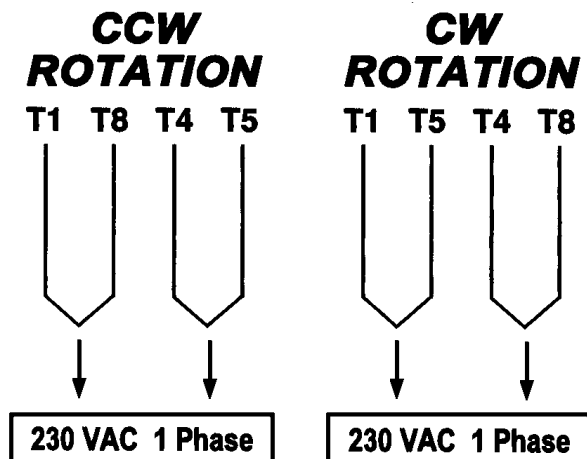 CCW
ROTATION
T1 T8 T4 T5
230 VAC 1 Phase
CW
ROTATION
T1 T5 T4 T8
230 VAC 1 Phase